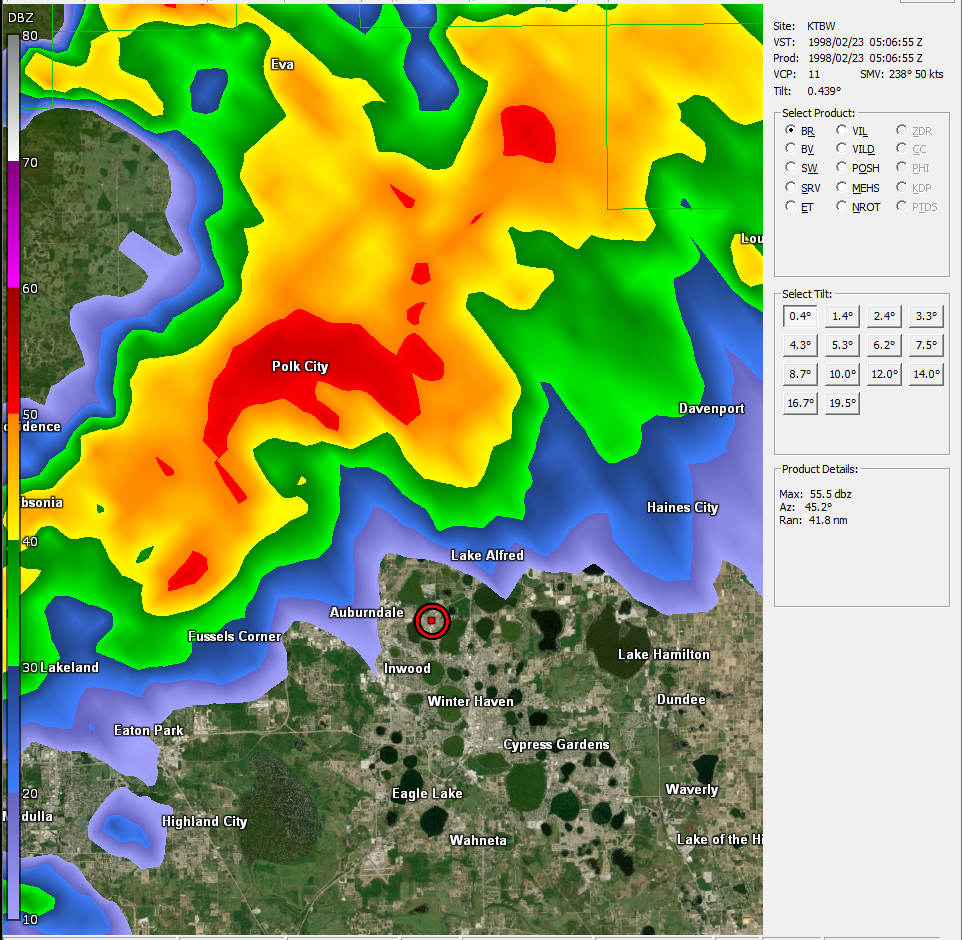 DBZ
80
70
60
50
40
30
20
10
Eva
Lou
Polk City
Davenport
Haines City
Lake Alfred
Auburndale
Fussels Corner
Lakeland
Inwood
Lake Hamilton
Winter Haven
Dundee
Eaton Park
Cypress Gardens
Eagle Lake
Waverly
Highland City
Wahneta
Lake of the Hi
Site: KTBW
VST: 1998/02/23 05:06:55 Z
Prod: 1998/02/23 05:06:55 Z
VCP: 11 SMV: 238° 50 kts
Tilt: 0.439°
Select Product:
BR VIL ZDR
BV VILD CC
SW POSH PHI
SRV MEHS KDP
ET NROT PTDS
Select Tilt:
0.4° 1.4° 2.4° 3.3°
4.3° 5.3° 6.2° 7.5°
8.7° 10.0° 12.0° 14.0°
16.7° 19.5°
Product Details:
Max: 55.5 dbz
Az: 45.2°
Ran: 41.8 nm